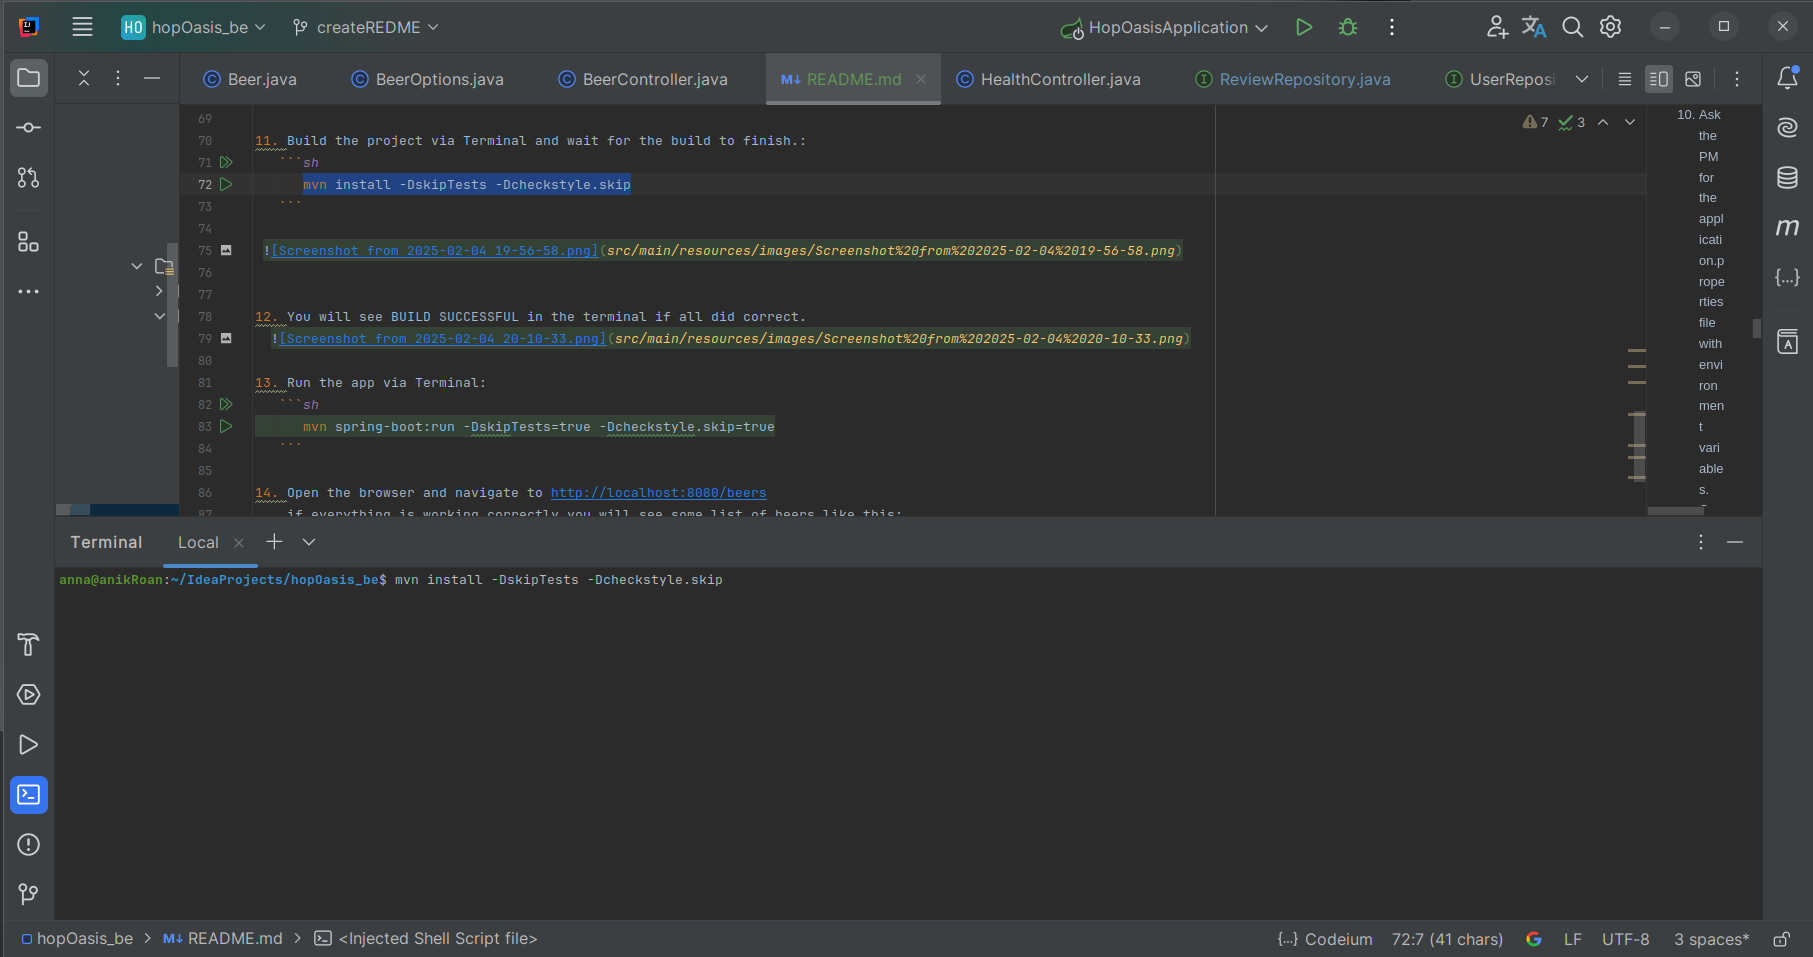 HO hopOasis_be createREDME HopOasisApplication
Beer.java BeerOptions.java BeerController.java M↓ README.md HealthController.java ReviewRepository.java UserReposi
69
70 11. Build the project via Terminal and wait for the build to finish.:
71 ```sh
72 mvn install -DskipTests -Dcheckstyle.skip
73 ```
74
75 ![Screenshot from 2025-02-04 19-56-58.png](src/main/resources/images/Screenshot%20from%202025-02-04%2019-56-58.png)
76
77
78 12. You will see BUILD SUCCESSFUL in the terminal if all did correct.
79 ![Screenshot from 2025-02-04 20-10-33.png](src/main/resources/images/Screenshot%20from%202025-02-04%2020-10-33.png)
80
81 13. Run the app via Terminal:
82 ```sh
83 mvn spring-boot:run -DskipTests=true -Dcheckstyle.skip=true
84 ```
85
86 14. Open the browser and navigate to http://localhost:8080/beers
87 if everything is working correctly you will see some list of beers like this:
7 3
10. Ask
the
PM
for
the
appl
icati
on.p
rope
rties
file
with
envi
ron
men
t
vari
able
s.
Terminal Local
anna@anikRoan:~/IdeaProjects/hopOasis_be$ mvn install -DskipTests -Dcheckstyle.skip
hopOasis_be > M↓ README.md > <Injected Shell Script file> {...} Codeium 72:7 (41 chars) G LF UTF-8 3 spaces*